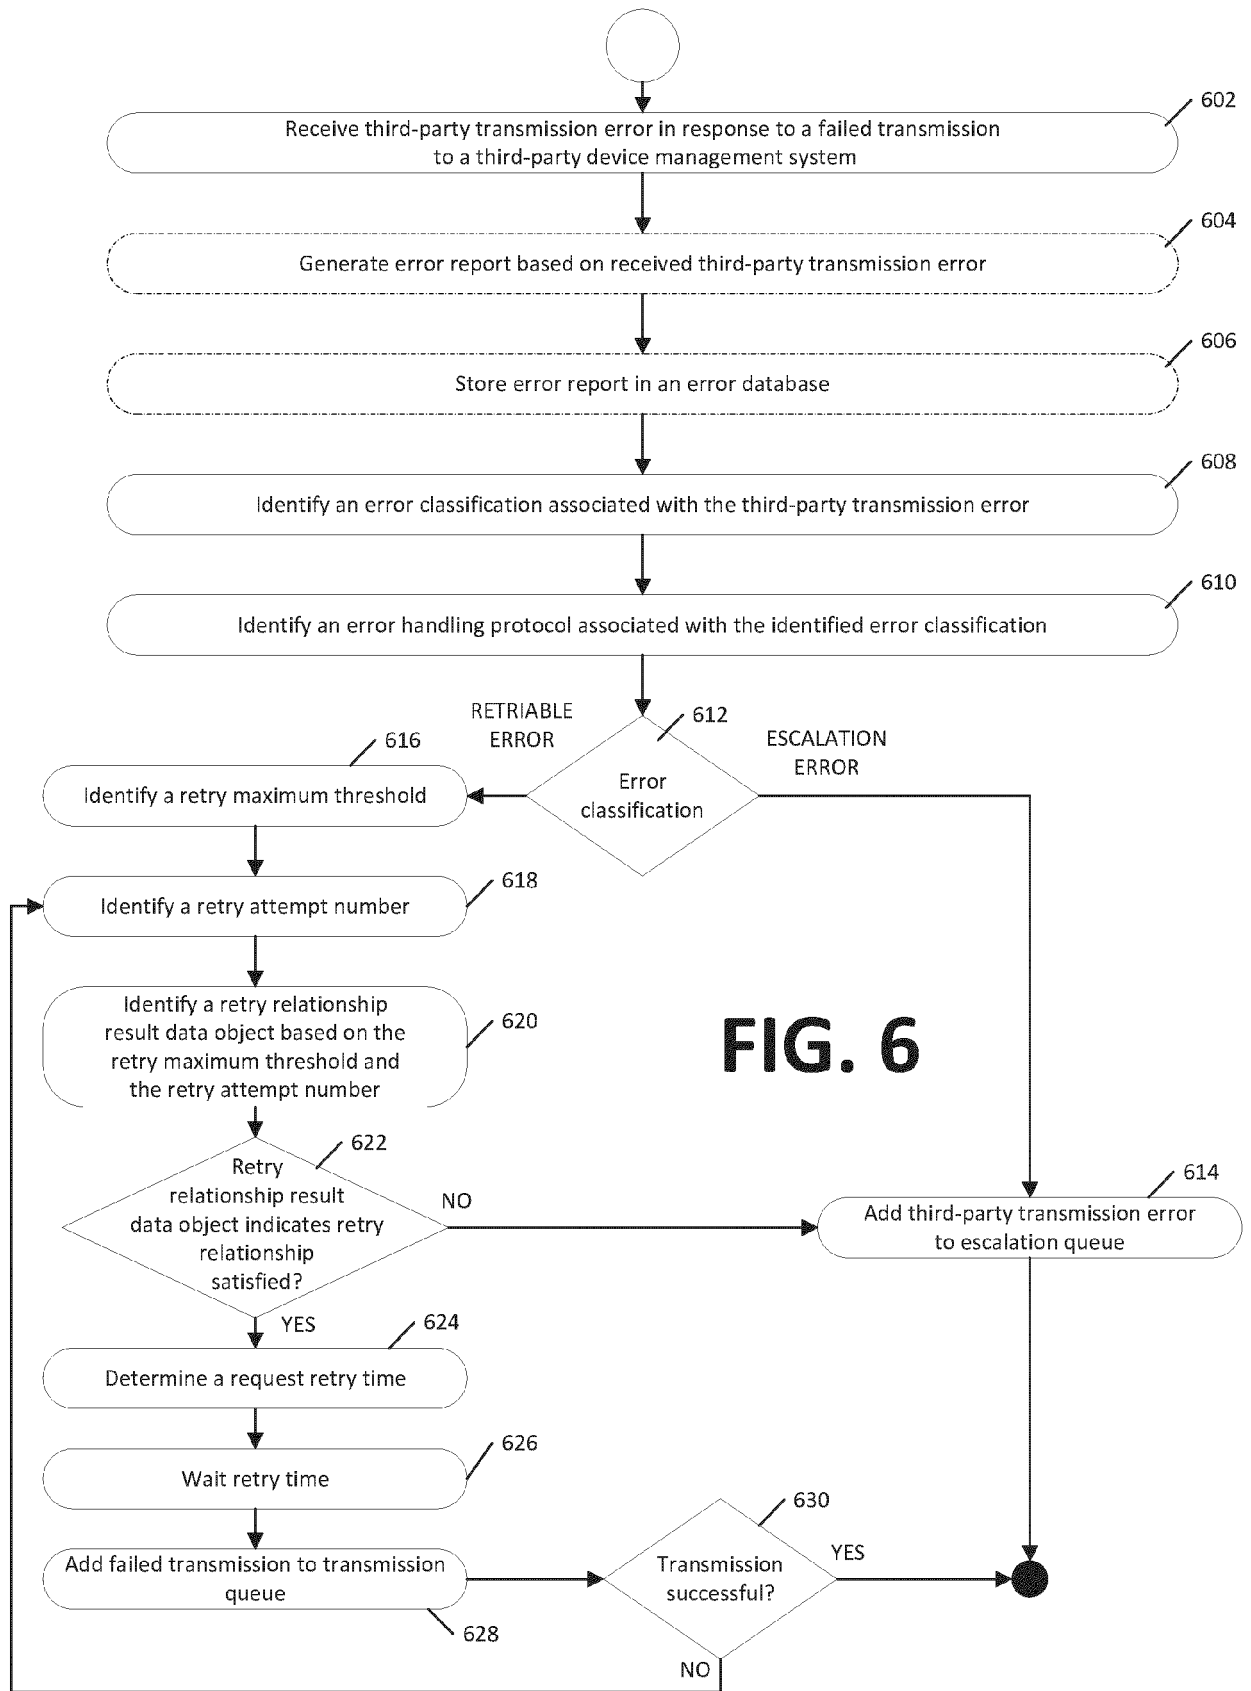 602
Receive third-party transmission error in response to a failed transmission
to a third-party device management system
604
Generate error report based on received third-party transmission error
606
Store error report in an error database
608
Identify an error classification associated with the third-party transmission error
610
Identify an error handling protocol associated with the identified error classification
612
RETRIABLE
ERROR
ESCALATION
ERROR
Error
classification
616
Identify a retry maximum threshold
618
Identify a retry attempt number
620
Identify a retry relationship
result data object based on the
retry maximum threshold and
the retry attempt number
FIG. 6
622
Retry
relationship result
data object indicates retry
relationship
satisfied?
NO
614
Add third-party transmission error
to escalation queue
YES
624
Determine a request retry time
626
Wait retry time
628
Add failed transmission to transmission
queue
630
Transmission
successful?
YES
NO